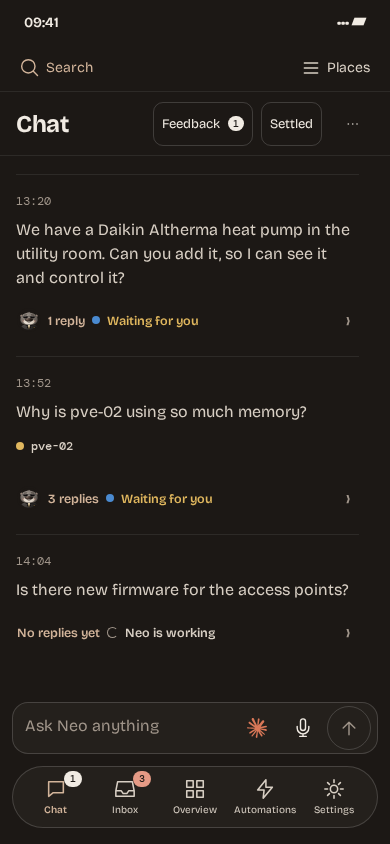 09:41
Search
Places
Chat
Feedback 1
Settled
...
13:20
We have a Daikin Altherma heat pump in the
utility room. Can you add it, so I can see it
and control it?
1 reply
Waiting for you
13:52
Why is pve-02 using so much memory?
pve-02
3 replies
Waiting for you
14:04
Is there new firmware for the access points?
No replies yet
Neo is working
Ask Neo anything
1
3
Chat
Inbox
Overview
Automations
Settings